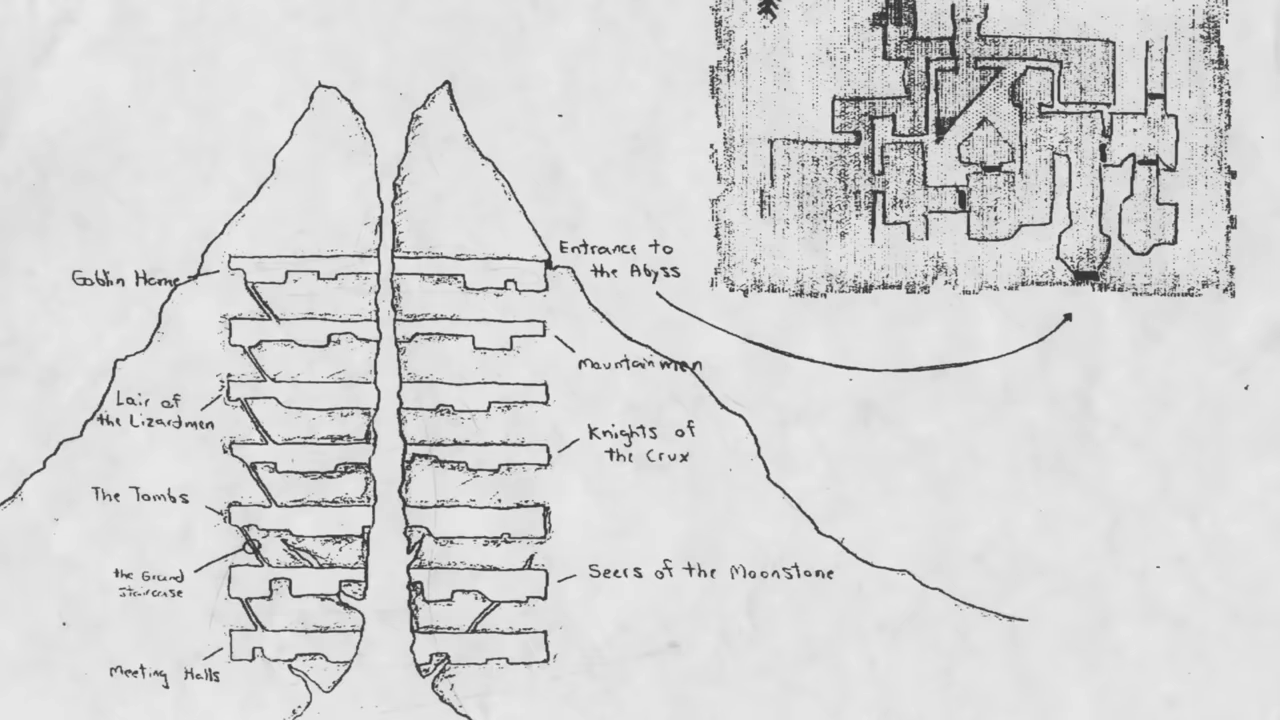 Entrance to
the Abyss
Goblin Home
Mountainmen
Lair of
the Lizardmen
Knights of
the Crux
The Tombs
the Grand
Staircase
Seers of the Moonstone
Meeting Halls